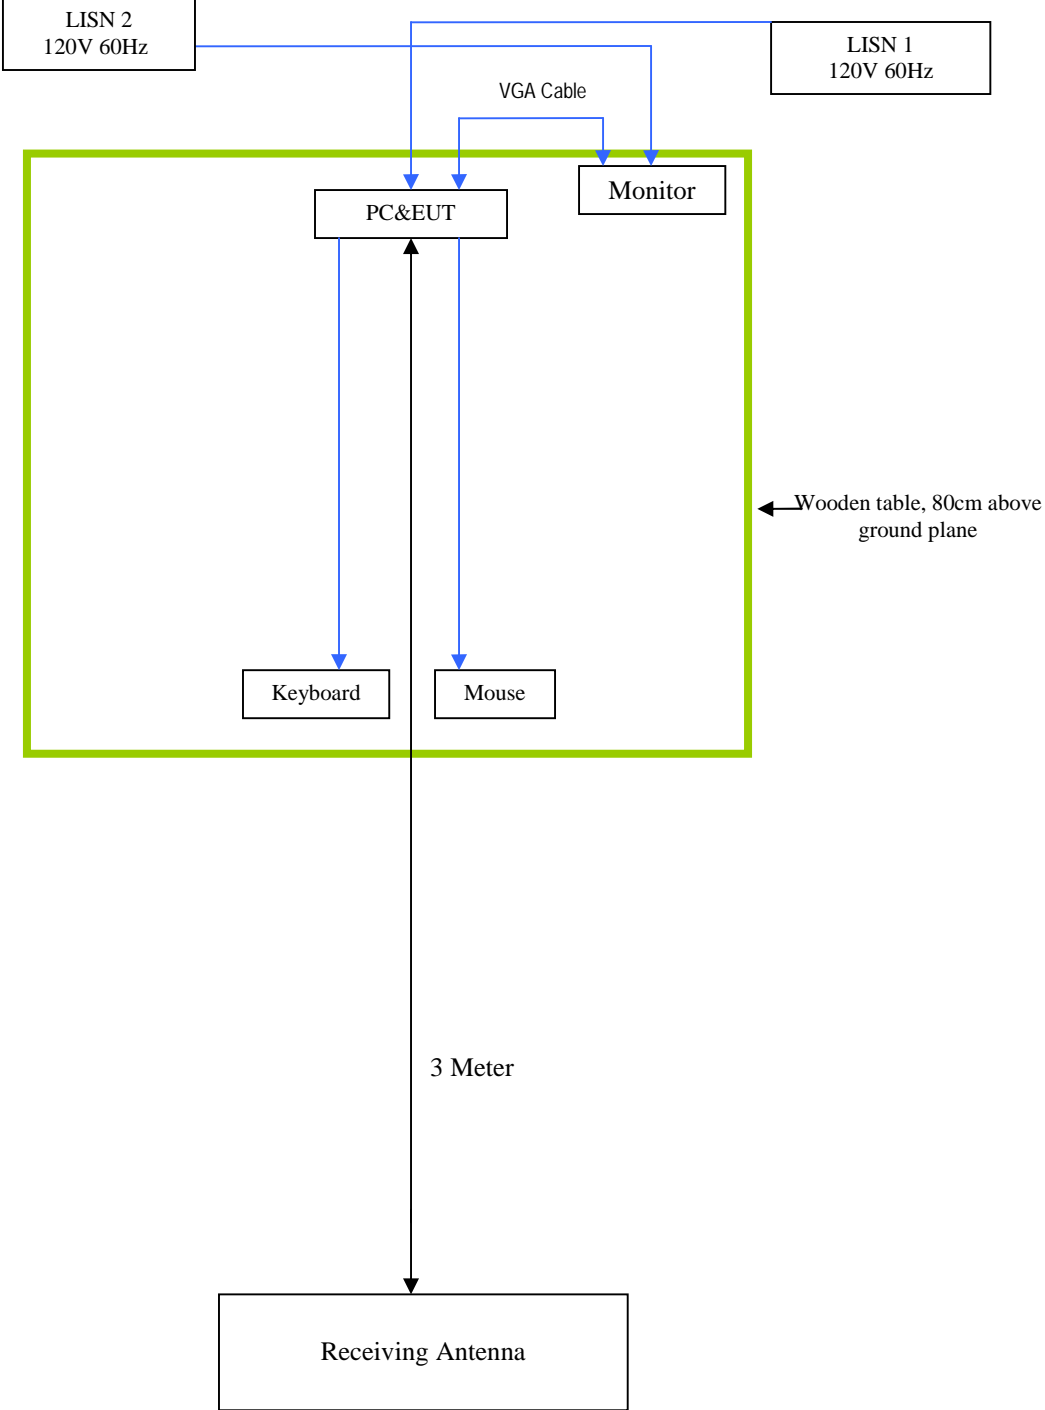 LISN 2
120V 60Hz
LISN 1
120V 60Hz
VGA Cable
Monitor
PC&EUT
Wooden table, 80cm above
ground plane
Keyboard
Mouse
3 Meter
Receiving Antenna